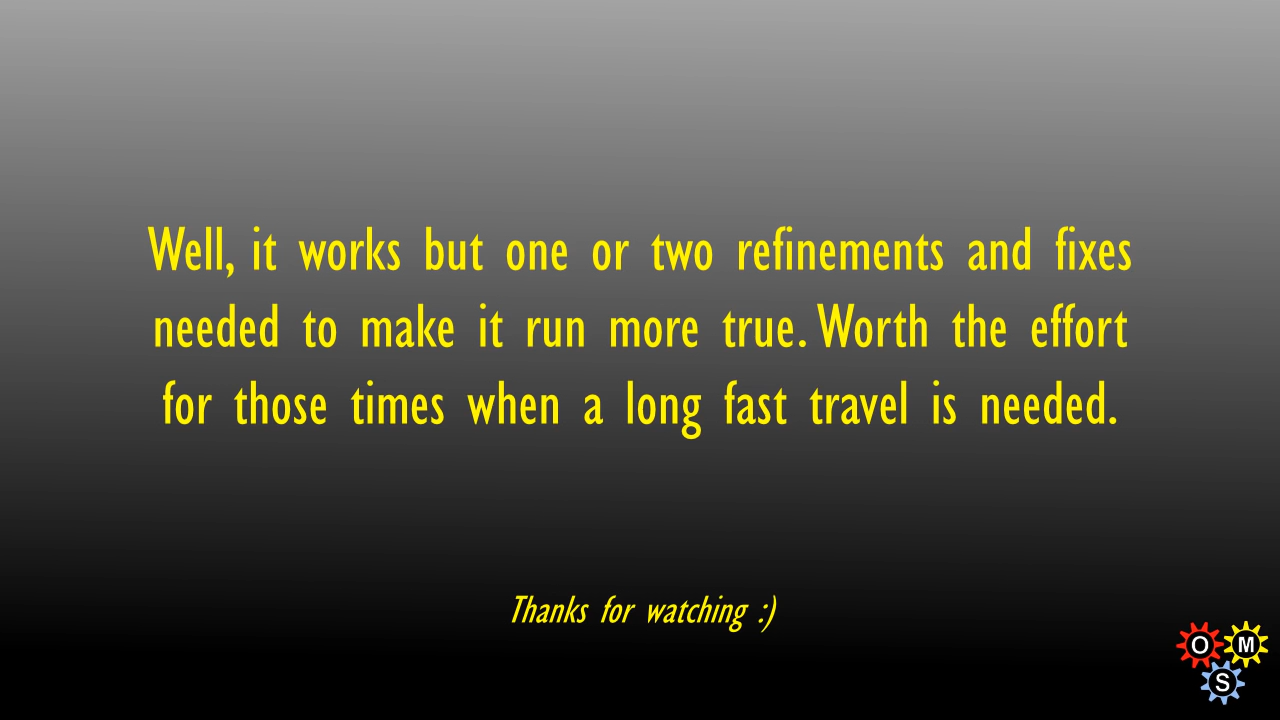 Well, it works but one or two refinements and fixes
needed to make it run more true. Worth the effort
for those times when a long fast travel is needed.
Thanks for watching :)
O M
S